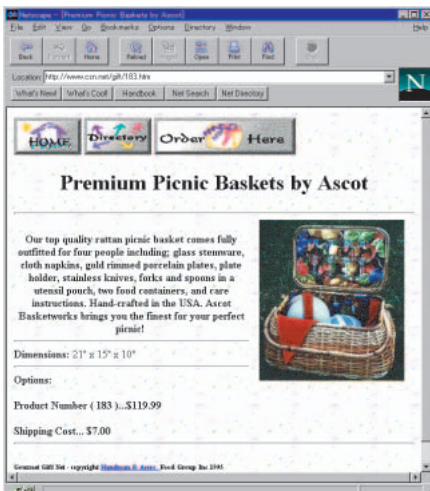 Netscape - [Premium Picnic Baskets by Ascot]
File Edit View Go Bookmarks Options Directory Window Help
Back Forward Home Reload Images Open Print Find Stop
Location: http://www.ccn.net/gift/183.htm
What's New! What's Cool! Handbook Net Search Net Directory
N
HOME Directory Order Here
Premium Picnic Baskets by Ascot
Our top quality rattan picnic basket comes fully
outfitted for four people including; glass stemware,
cloth napkins, gold rimmed porcelain plates, plate
holder, stainless knives, forks and spoons in a
utensil pouch, two food containers, and care
instructions. Hand-crafted in the USA. Ascot
Basketworks brings you the finest for your perfect
picnic!
Dimensions: 21" x 15" x 10"
Options:
Product Number ( 183 )...$119.99
Shipping Cost... $7.00
Gourmet Gift Net - copyright Food Group Inc 1995